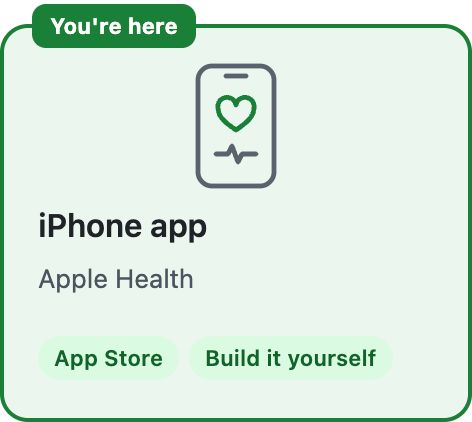 You're here
iPhone app
Apple Health
App Store
Build it yourself